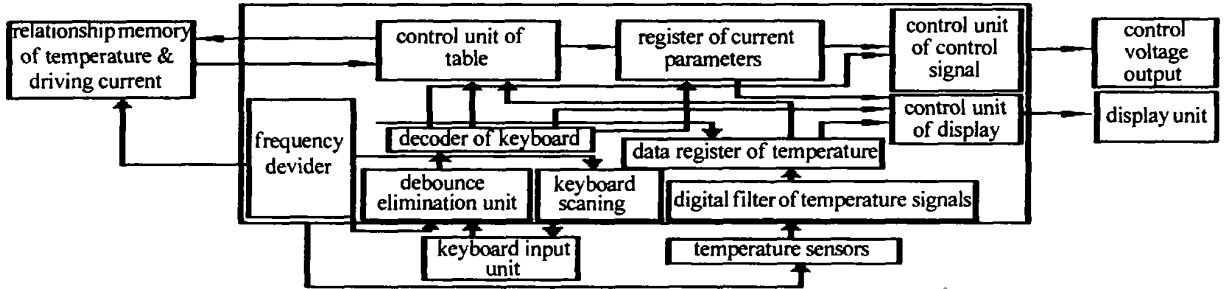 relationship memory
of temperature &
driving current
control unit of
table
register of current
parameters
control unit
of control
signal
control
voltage
output
frequency
devider
decoder of keyboard
data register of temperature
control unit
of display
display unit
debounce
elimination unit
keyboard
scaning
digital filter of temperature signals
keyboard input
unit
temperature sensors